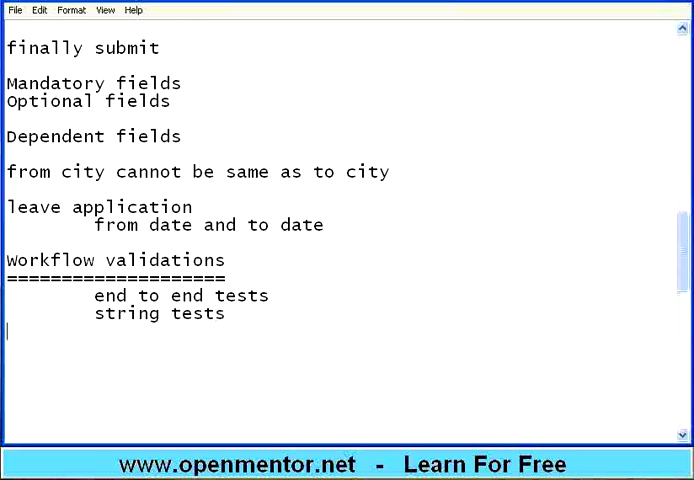 File Edit Format View Help
finally submit
Mandatory fields
Optional fields
Dependent fields
from city cannot be same as to city
leave application
from date and to date
Workflow validations
====================
end to end tests
string tests
www.openmentor.net - Learn For Free